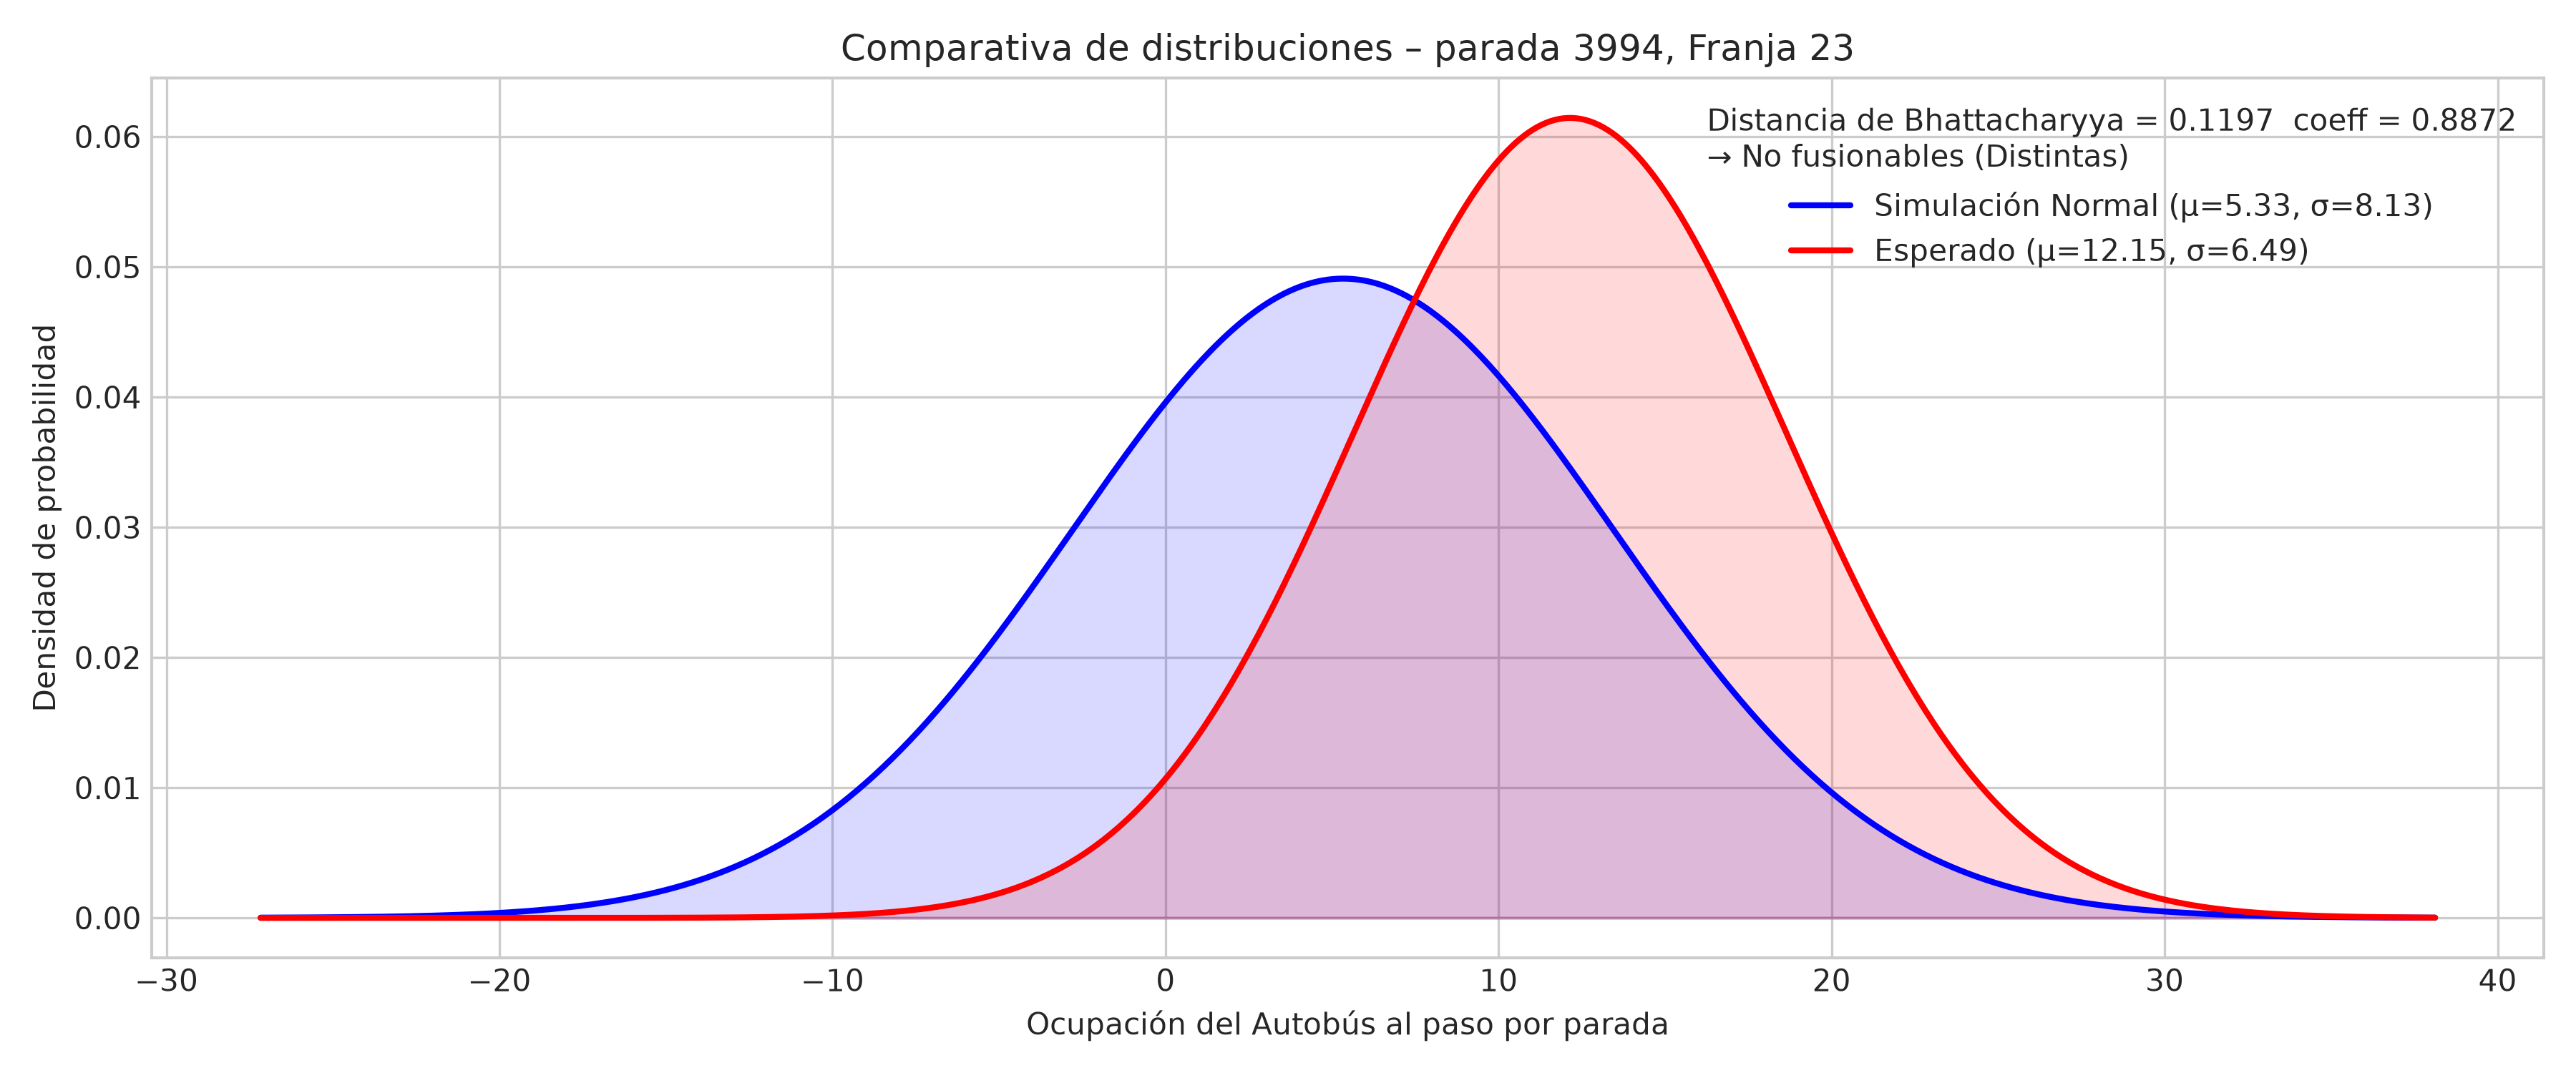 Comparativa de distribuciones – parada 3994, Franja 23
Distancia de Bhattacharyya = 0.1197  coeff = 0.8872
→ No fusionables (Distintas)
Simulación Normal (μ=5.33, σ=8.13)
Esperado (μ=12.15, σ=6.49)
Densidad de probabilidad
0.06
0.05
0.04
0.03
0.02
0.01
0.00
−30 −20 −10 0 10 20 30 40
Ocupación del Autobús al paso por parada